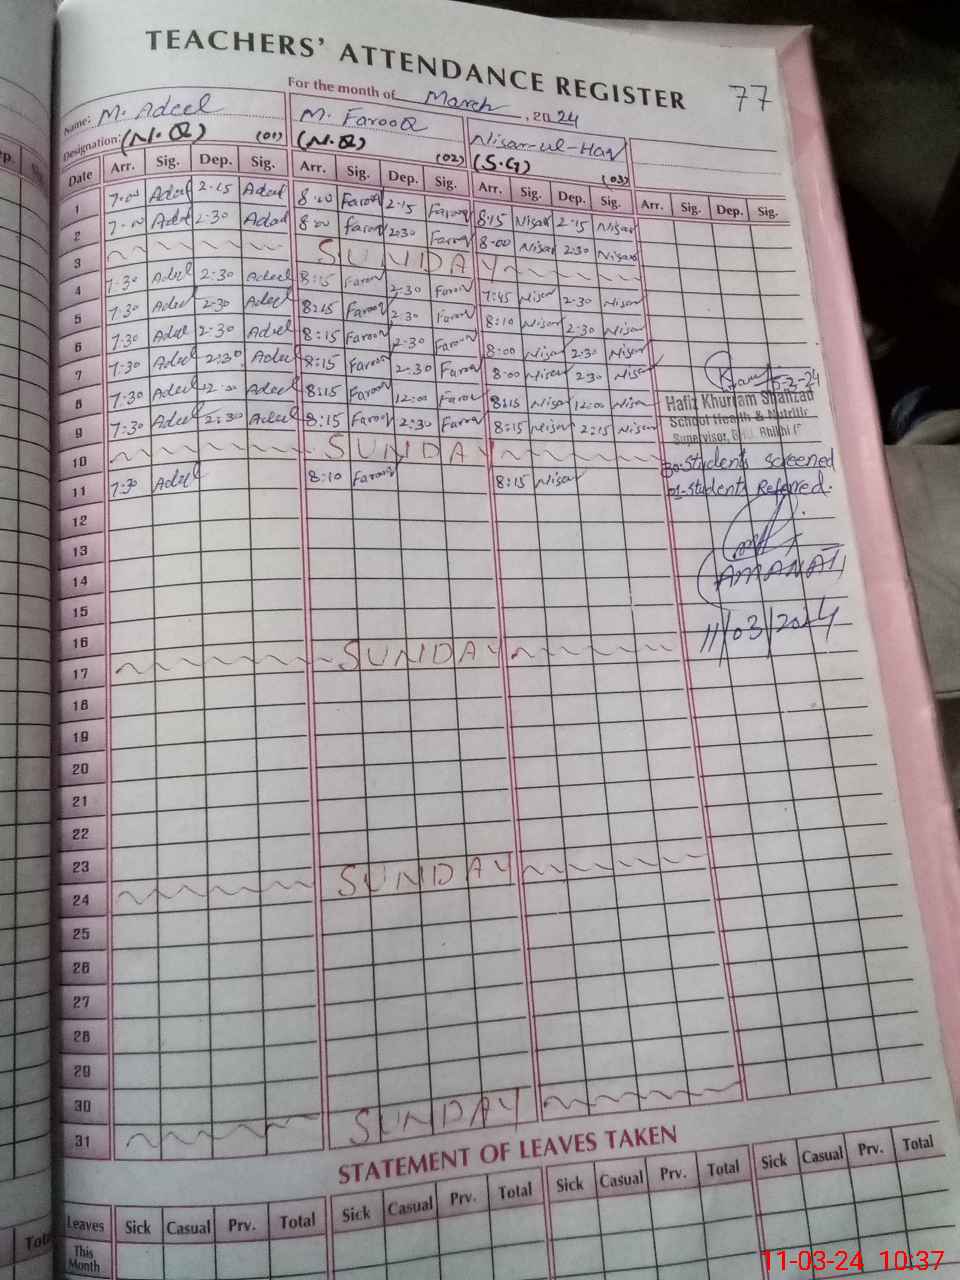 TEACHERS' ATTENDANCE REGISTER 77
For the month of March, 2024
Name: M. Adeel M. FarooQ Nisar-ul-Haq
Designation: (N.Q) (01) (N.Q) (02) (S.G) (03)
Date Arr. Sig. Dep. Sig. Arr. Sig. Dep. Sig. Arr. Sig. Dep. Sig. Arr. Sig. Dep. Sig.
1 7:00 Adeel 2:15 Adeel 8:00 Farooq 2:15 Farooq 8:15 Nisar 2:15 Nisar
2 7:00 Adeel 2:30 Adeel 8:00 Farooq 2:30 Farooq 8:00 Nisar 2:30 Nisar
3 SUNDAY
4 7:30 Adeel 2:30 Adeel 8:15 Farooq 2:30 Farooq 7:45 Nisar 2:30 Nisar
5 7:30 Adeel 2:30 Adeel 8:15 Farooq 2:30 Farooq 8:10 Nisar 2:30 Nisar
6 7:30 Adeel 2:30 Adeel 8:15 Farooq 2:30 Farooq 8:00 Nisar 2:30 Nisar
7 7:30 Adeel 2:30 Adeel 8:15 Farooq 2:30 Farooq 8:00 Nisar 2:30 Nisar
8 7:30 Adeel 12:00 Adeel 8:15 Farooq 12:00 Farooq 8:15 Nisar 12:00 Nisar
9 7:30 Adeel 2:30 Adeel 8:15 Farooq 2:30 Farooq 8:15 Nisar 2:15 Nisar
10 SUNDAY
11 7:30 Adeel 8:10 Farooq 8:15 Nisar
Hafiz Khurram Shahzad
School Health & Nutritio
Supervisor,
30-Students Screened
01-Students Referred.
AMANAT
11/03/2024
12
13
14
15
16
17 SUNDAY
18
19
20
21
22
23
24 SUNDAY
25
26
27
28
29
30
31 SUNDAY
STATEMENT OF LEAVES TAKEN
Leaves Sick Casual Prv. Total Sick Casual Prv. Total Sick Casual Prv. Total Sick Casual Prv. Total
This Month
11-03-24 10:37